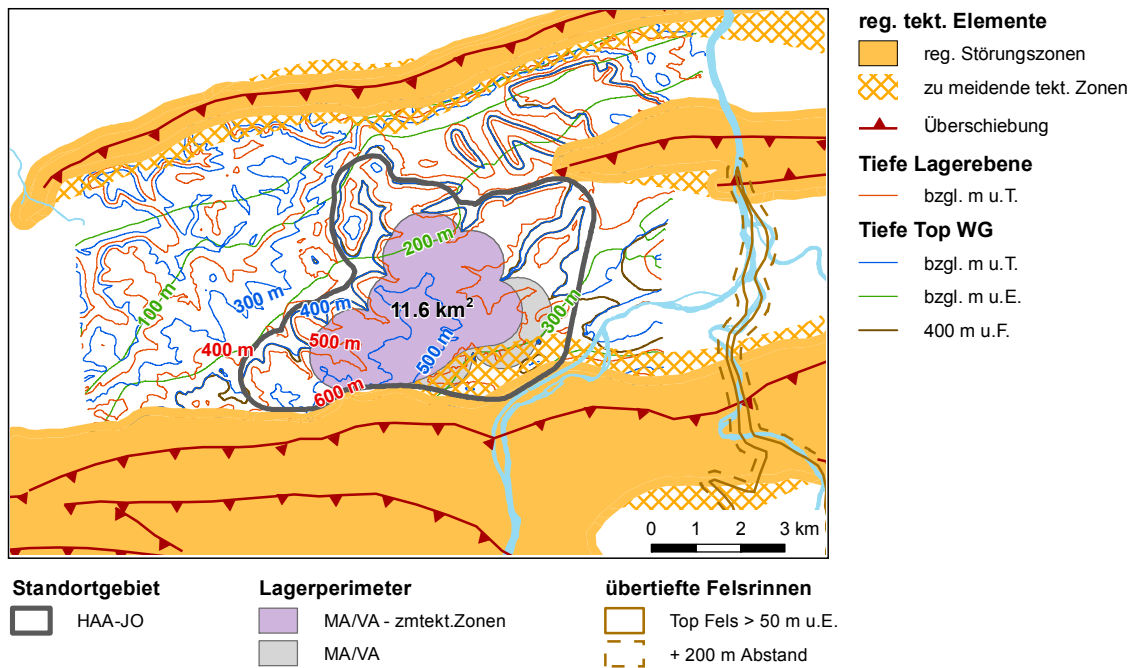 200 m
100 m
300 m
400 m
11.6 km²
300 m
400 m
500 m
500 m
600 m
0 1 2 3 km
reg. tekt. Elemente
reg. Störungszonen
zu meidende tekt. Zonen
Überschiebung
Tiefe Lagerebene
bzgl. m u.T.
Tiefe Top WG
bzgl. m u.T.
bzgl. m u.E.
400 m u.F.
Standortgebiet
HAA-JO
Lagerperimeter
MA/VA - zmtekt.Zonen
MA/VA
übertiefte Felsrinnen
Top Fels > 50 m u.E.
+ 200 m Abstand